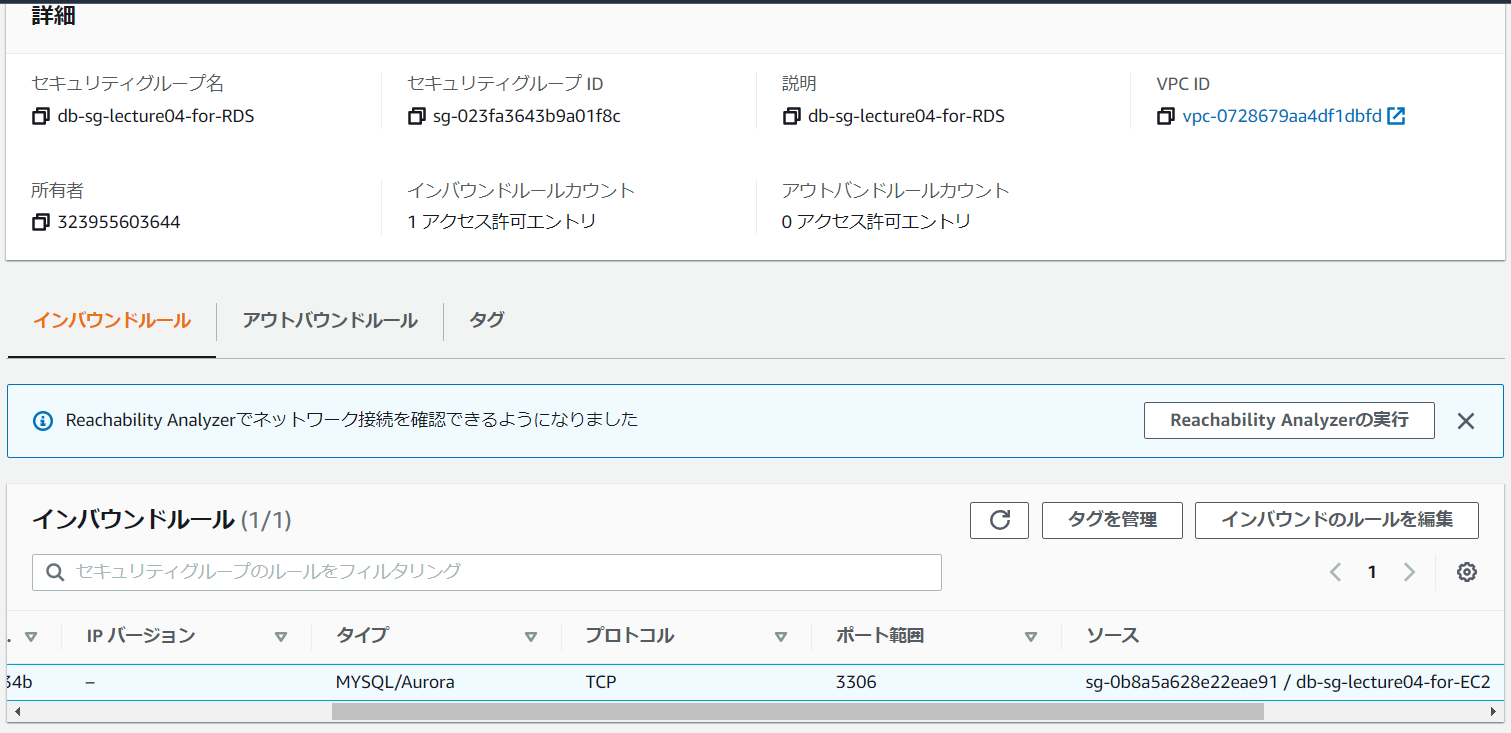 詳細
セキュリティグループ名 セキュリティグループ ID 説明 VPC ID
db-sg-lecture04-for-RDS sg-023fa3643b9a01f8c db-sg-lecture04-for-RDS vpc-0728679aa4df1dbfd
所有者 インバウンドルールカウント アウトバンドルールカウント
323955603644 1 アクセス許可エントリ 0 アクセス許可エントリ
インバウンドルール アウトバウンドルール タグ
Reachability Analyzerでネットワーク接続を確認できるようになりました Reachability Analyzerの実行
インバウンドルール (1/1) タグを管理 インバウンドのルールを編集
セキュリティグループのルールをフィルタリング 1
. IP バージョン タイプ プロトコル ポート範囲 ソース
34b – MYSQL/Aurora TCP 3306 sg-0b8a5a628e22eae91 / db-sg-lecture04-for-EC2